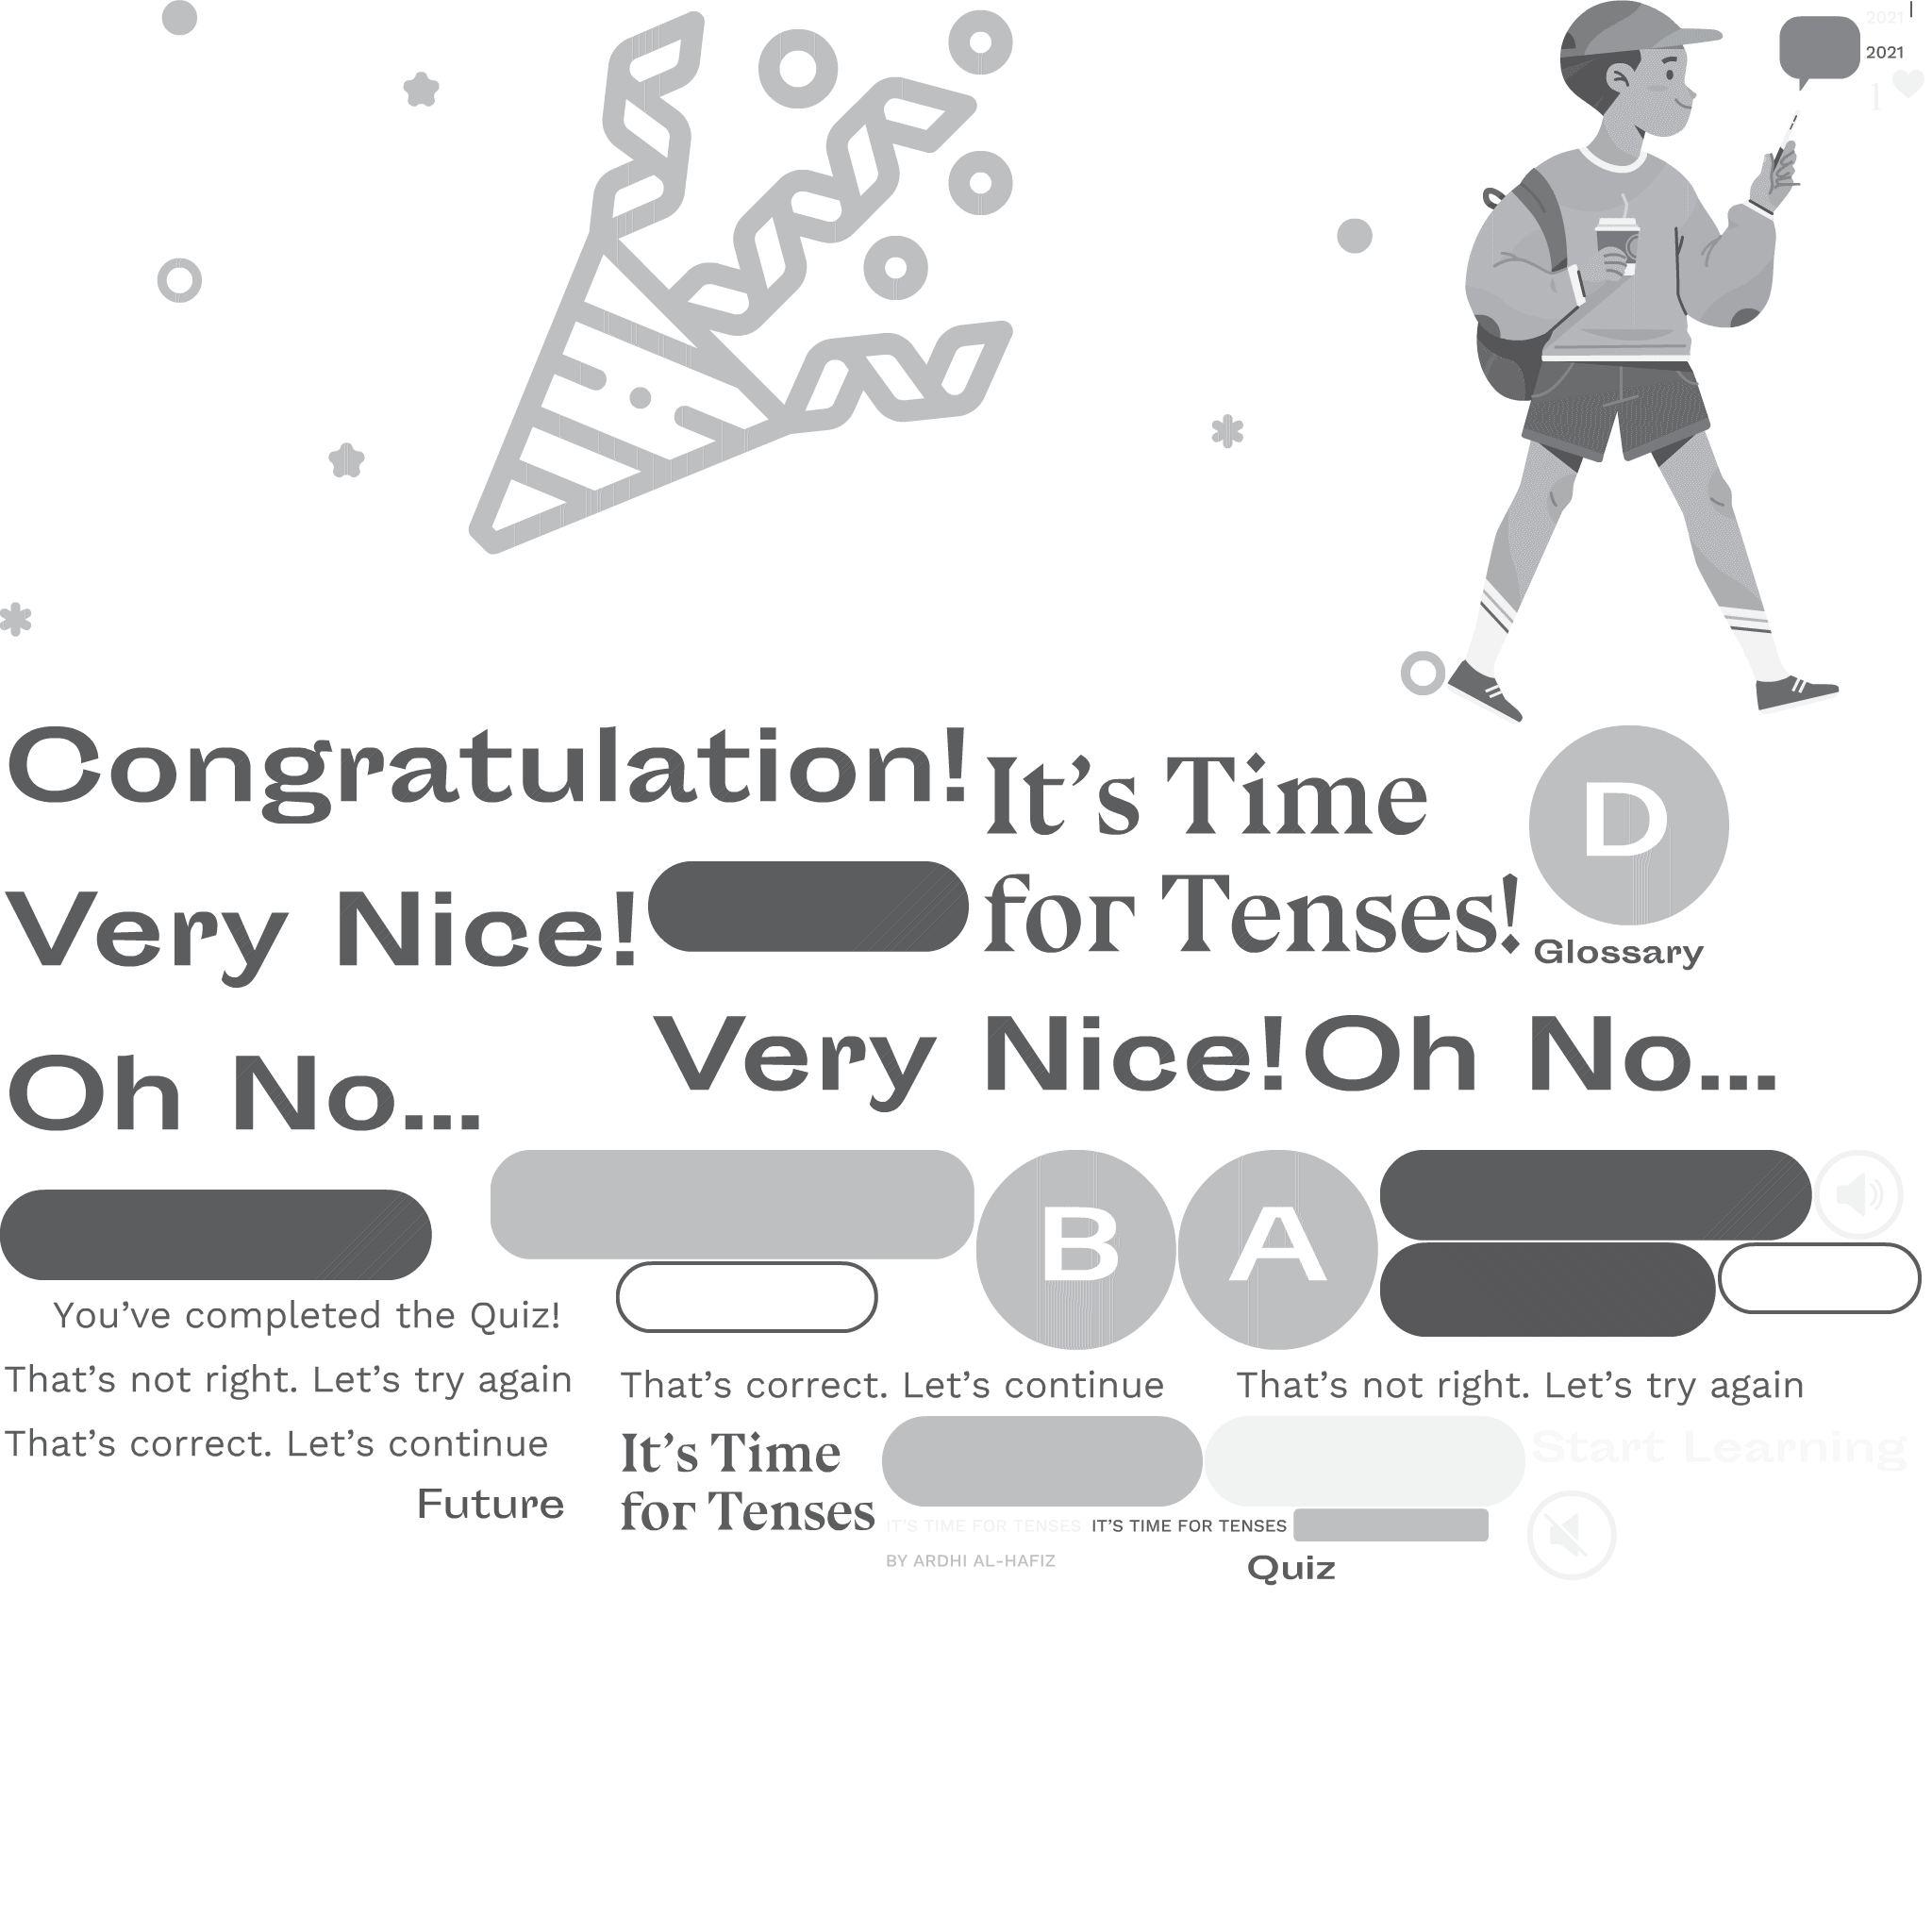 2021
2021
1
Congratulation!
It’s Time
for Tenses!
D
Glossary
Very Nice!
Very Nice!
Oh No...
Oh No...
B
A
You’ve completed the Quiz!
That’s not right. Let’s try again
That’s correct. Let’s continue
That’s not right. Let’s try again
That’s correct. Let’s continue
It’s Time
for Tenses
Start Learning
Future
IT’S TIME FOR TENSES
IT’S TIME FOR TENSES
BY ARDHI AL-HAFIZ
Quiz